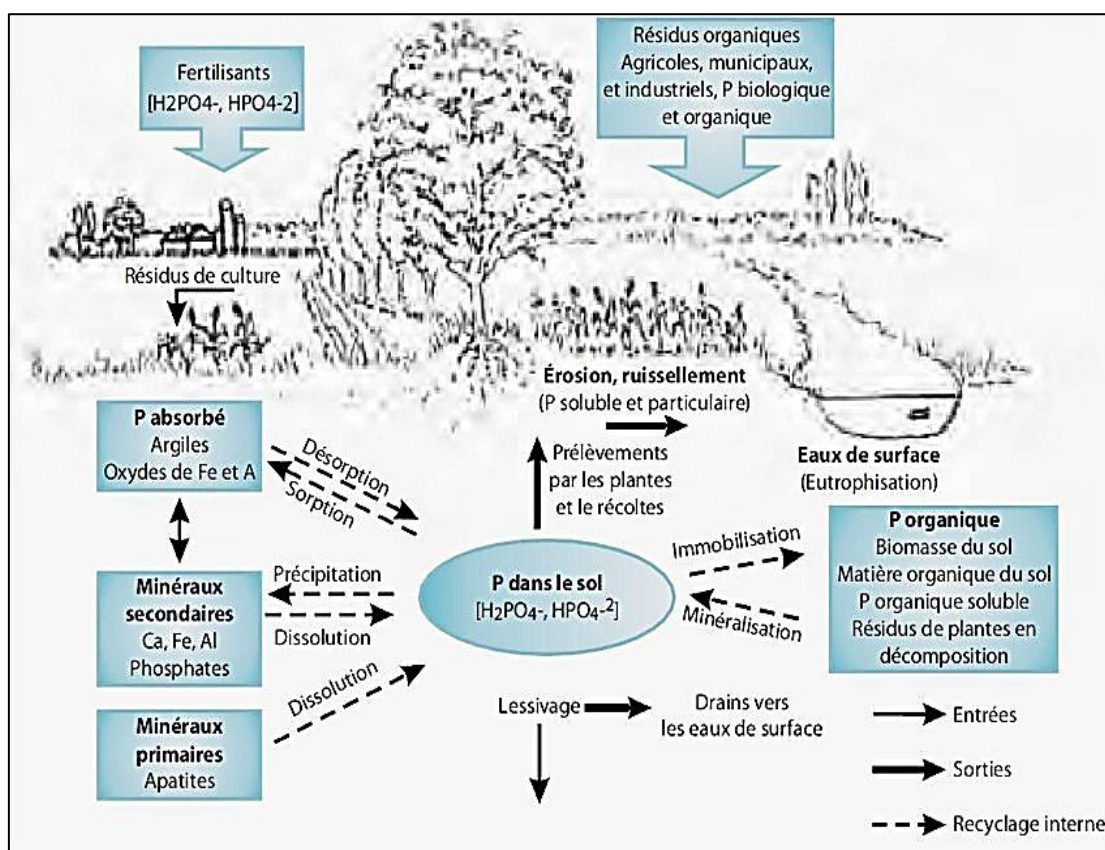 Fertilisants
[H2PO4-, HPO4-2]
Résidus organiques
Agricoles, municipaux,
et industriels, P biologique
et organique
Résidus de culture
Érosion, ruissellement
(P soluble et particulaire)
P absorbé
Argiles
Oxydes de Fe et A
Désorption
Sorption
Prélèvements
par les plantes
et le récoltes
Eaux de surface
(Eutrophisation)
Minéraux
secondaires
Ca, Fe, Al
Phosphates
Précipitation
Dissolution
P dans le sol
[H2PO4-, HPO4-2]
Immobilisation
Minéralisation
P organique
Biomasse du sol
Matière organique du sol
P organique soluble
Résidus de plantes en
décomposition
Minéraux
primaires
Apatites
Dissolution
Lessivage
Drains vers
les eaux de surface
Entrées
Sorties
Recyclage interne